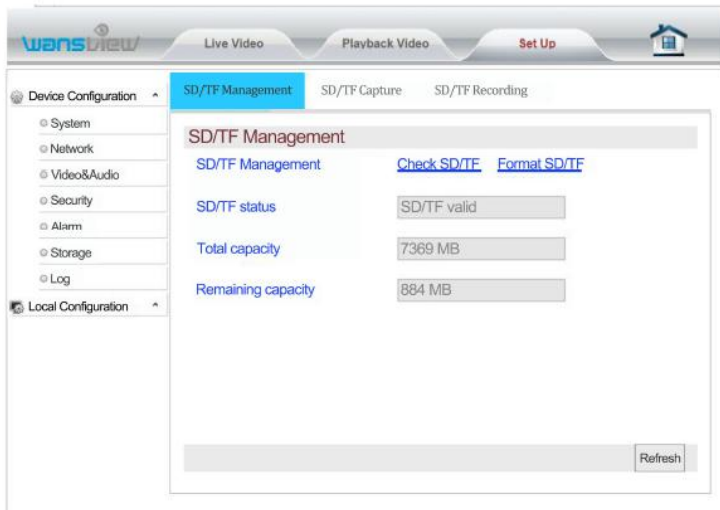 wansview
Live Video
Playback Video
Set Up
Device Configuration
System
Network
Video&Audio
Security
Alarm
Storage
Log
Local Configuration
SD/TF Management
SD/TF Capture
SD/TF Recording
SD/TF Management
SD/TF Management
Check SD/TF Format SD/TF
SD/TF status
SD/TF valid
Total capacity
7369 MB
Remaining capacity
884 MB
Refresh